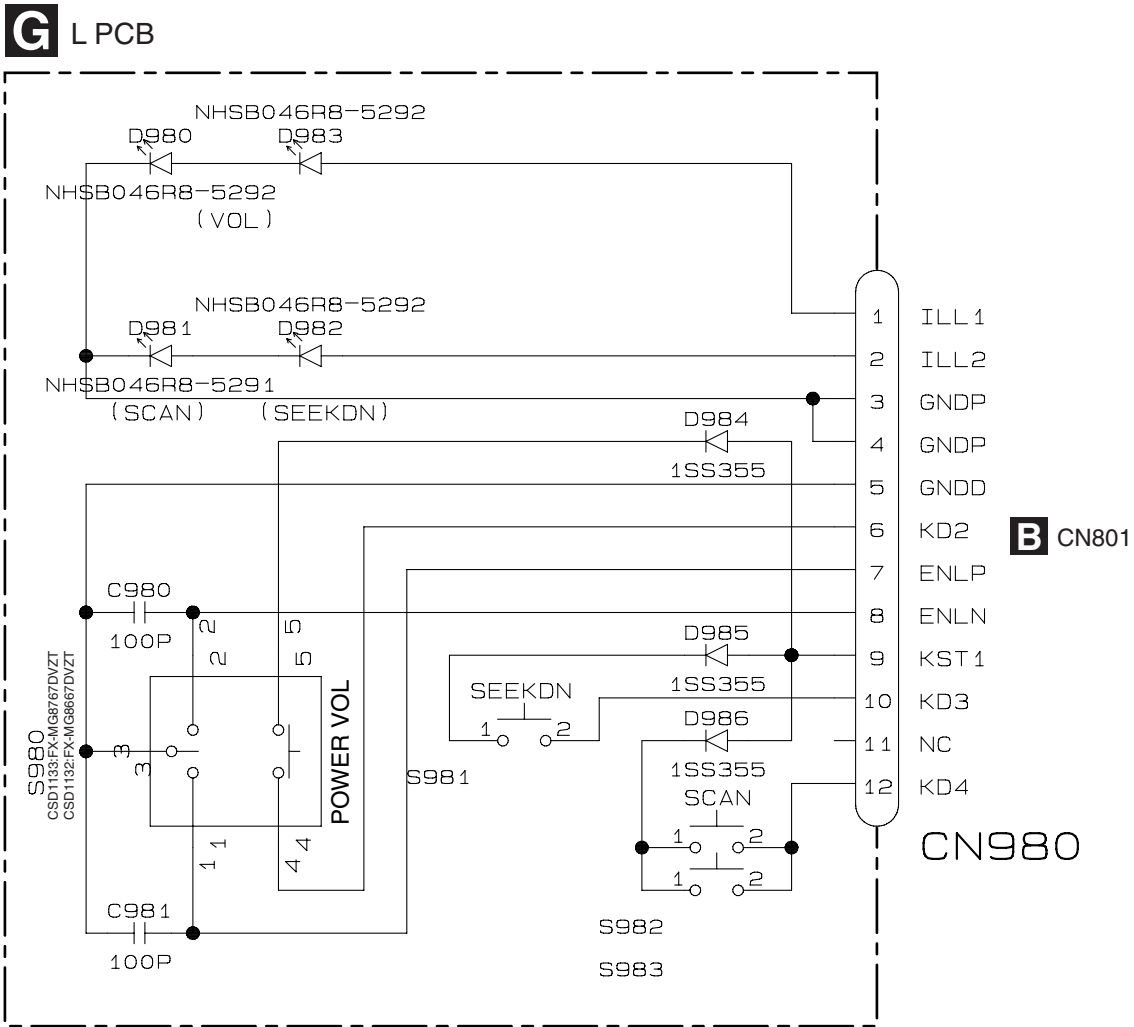 G L PCB
NHSB046R8-5292
D980 D983
NHSB046R8-5292
(VOL)
NHSB046R8-5292
D981 D982
NHSB046R8-5291
(SCAN) (SEEKDN)
1 ILL1
2 ILL2
3 GNDP
4 GNDP
5 GNDD
6 KD2
7 ENLP
8 ENLN
9 KST1
10 KD3
11 NC
12 KD4
CN980
B CN801
D984
1SS355
C980
100P
2
2
5
5
D985
1SS355
SEEKDN
1 2
S981
D986
1SS355
SCAN
1 2
1 2
S982
S983
S980
CSD1133:FX-MG8767DVZT
CSD1132:FX-MG8667DVZT
3
3
POWER VOL
1
1
4
4
C981
100P